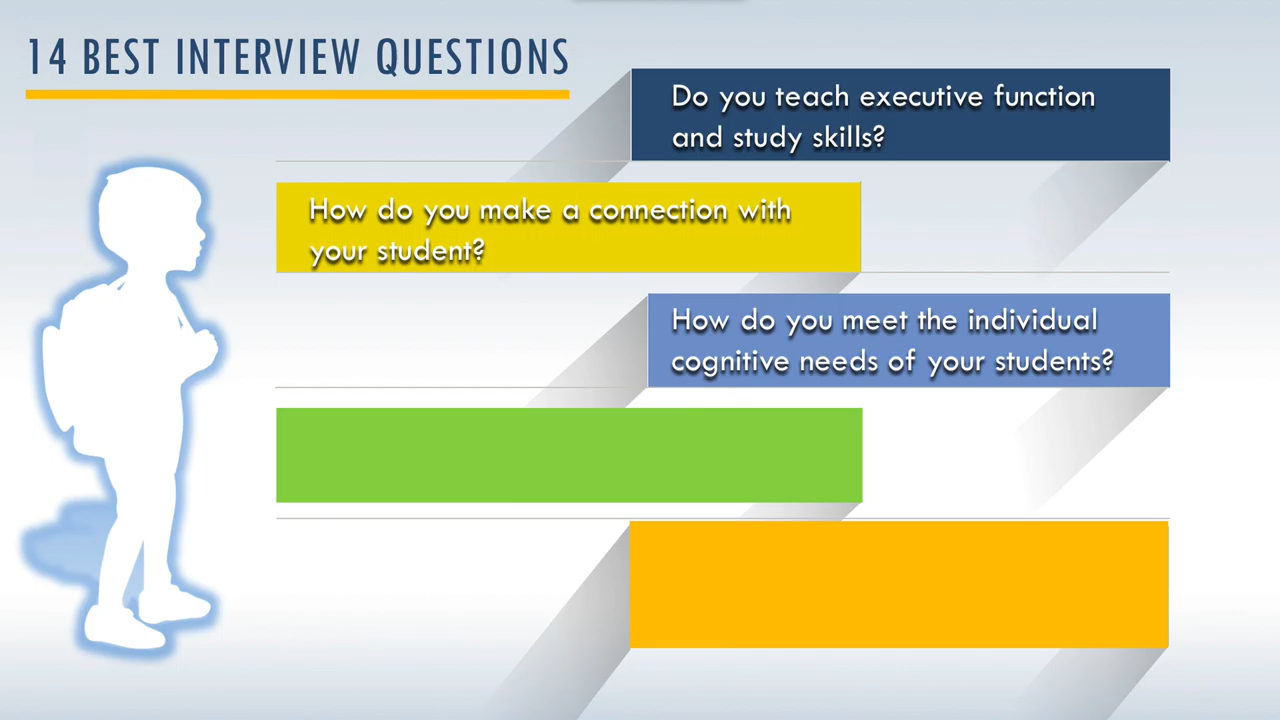 14 BEST INTERVIEW QUESTIONS
Do you teach executive function
and study skills?
How do you make a connection with
your student?
How do you meet the individual
cognitive needs of your students?